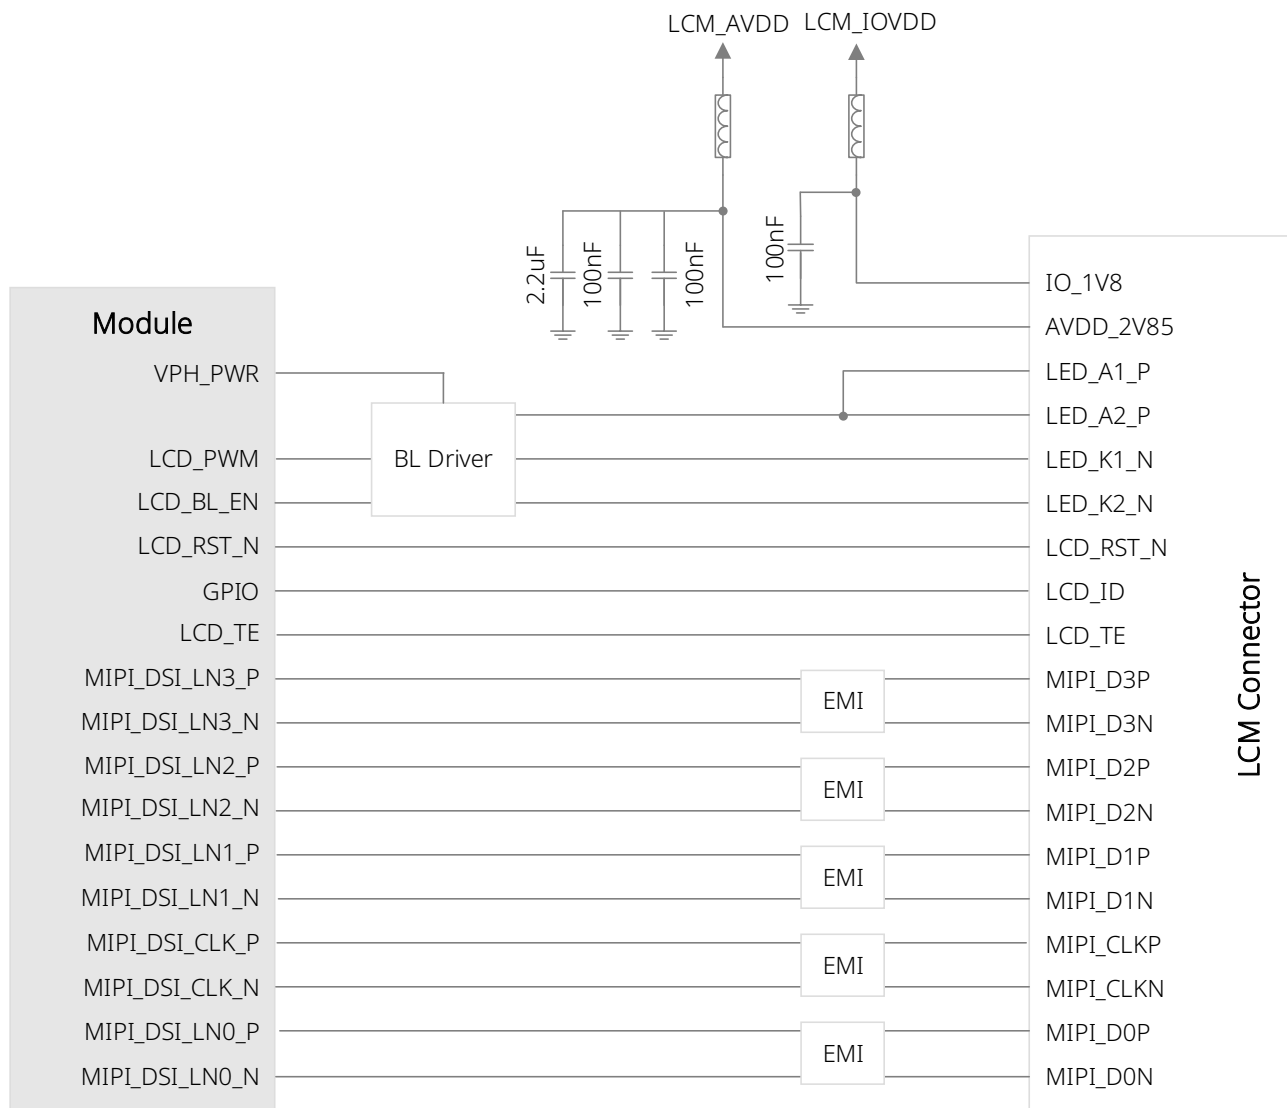 LCM_AVDD LCM_IOVDD
2.2uF
100nF
100nF
100nF
Module
VPH_PWR
LCD_PWM
LCD_BL_EN
LCD_RST_N
GPIO
LCD_TE
MIPI_DSI_LN3_P
MIPI_DSI_LN3_N
MIPI_DSI_LN2_P
MIPI_DSI_LN2_N
MIPI_DSI_LN1_P
MIPI_DSI_LN1_N
MIPI_DSI_CLK_P
MIPI_DSI_CLK_N
MIPI_DSI_LN0_P
MIPI_DSI_LN0_N
BL Driver
EMI
EMI
EMI
EMI
EMI
IO_1V8
AVDD_2V85
LED_A1_P
LED_A2_P
LED_K1_N
LED_K2_N
LCD_RST_N
LCD_ID
LCD_TE
MIPI_D3P
MIPI_D3N
MIPI_D2P
MIPI_D2N
MIPI_D1P
MIPI_D1N
MIPI_CLKP
MIPI_CLKN
MIPI_D0P
MIPI_D0N
LCM Connector